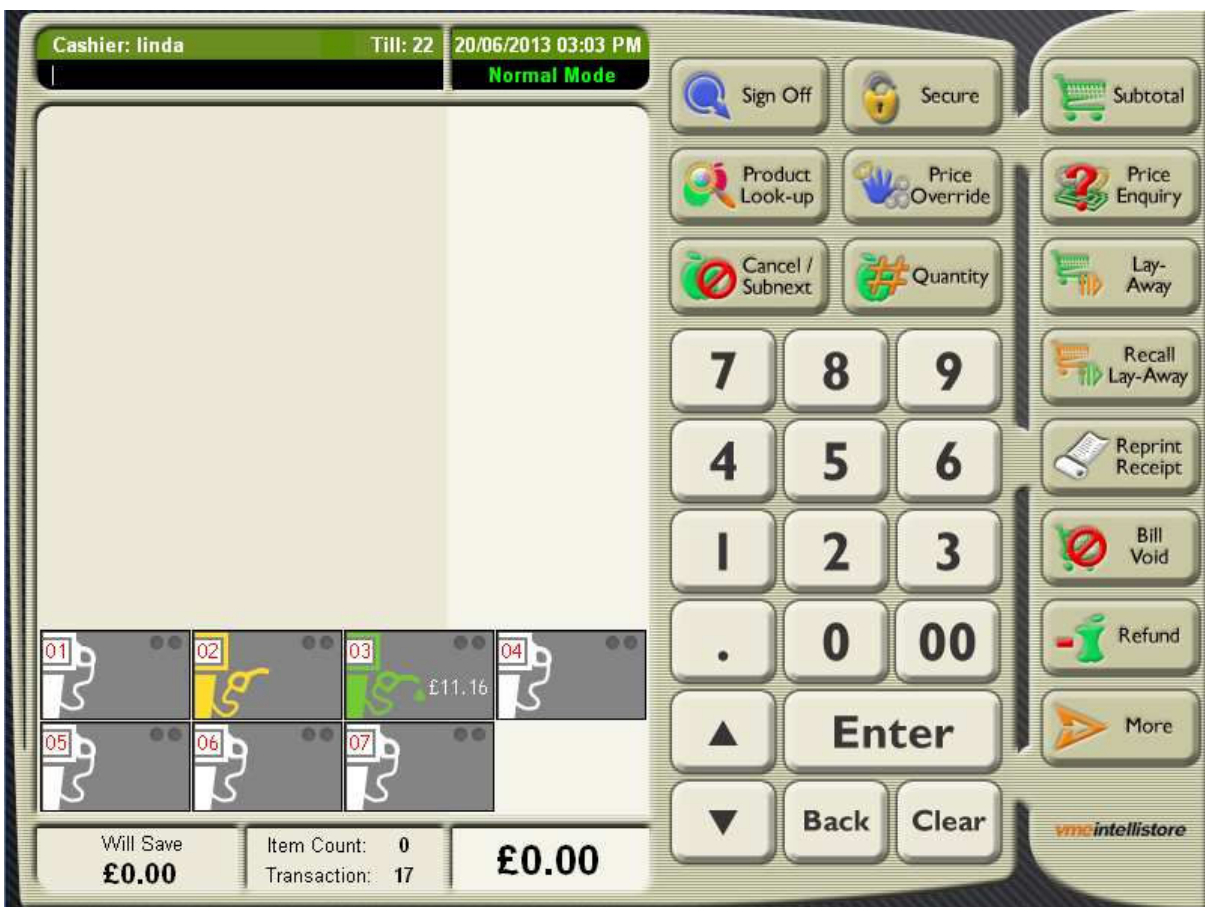 Cashier: linda Till: 22 20/06/2013 03:03 PM
Normal Mode
Sign Off
Secure
Subtotal
Product
Look-up
Price
Override
Price
Enquiry
Cancel /
Subnext
Quantity
Lay-
Away
7 8 9
Recall
Lay-Away
4 5 6
Reprint
Receipt
1 2 3
Bill
Void
. 0 00
Refund
01 02 03 £11.16 04
05 06 07
Enter
More
Back Clear
vmeintellistore
Will Save
£0.00
Item Count: 0
Transaction: 17
£0.00